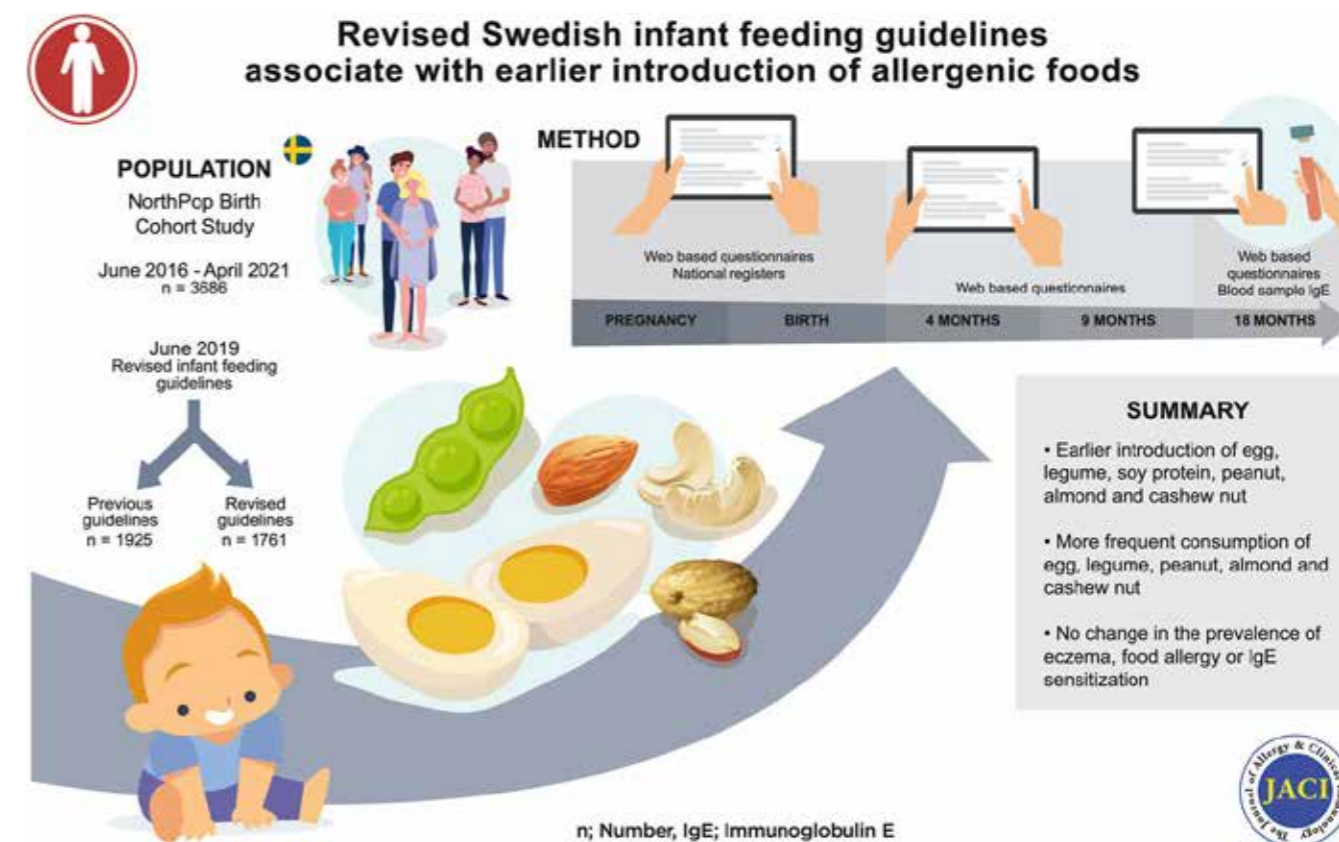 Revised Swedish infant feeding guidelines
associate with earlier introduction of allergenic foods
POPULATION
NorthPop Birth
Cohort Study
June 2016 - April 2021
n = 3686
June 2019
Revised infant feeding
guidelines
Previous
guidelines
n = 1925
Revised
guidelines
n = 1761
METHOD
Web based questionnaires
National registers
Web based questionnaires
Web based
questionnaires
Blood sample IgE
PREGNANCY
BIRTH
4 MONTHS
9 MONTHS
18 MONTHS
SUMMARY
• Earlier introduction of egg,
legume, soy protein, peanut,
almond and cashew nut
• More frequent consumption of
egg, legume, peanut, almond and
cashew nut
• No change in the prevalence of
eczema, food allergy or IgE
sensitization
n; Number, IgE; Immunoglobulin E
The Journal of Allergy & Clinical
JACI